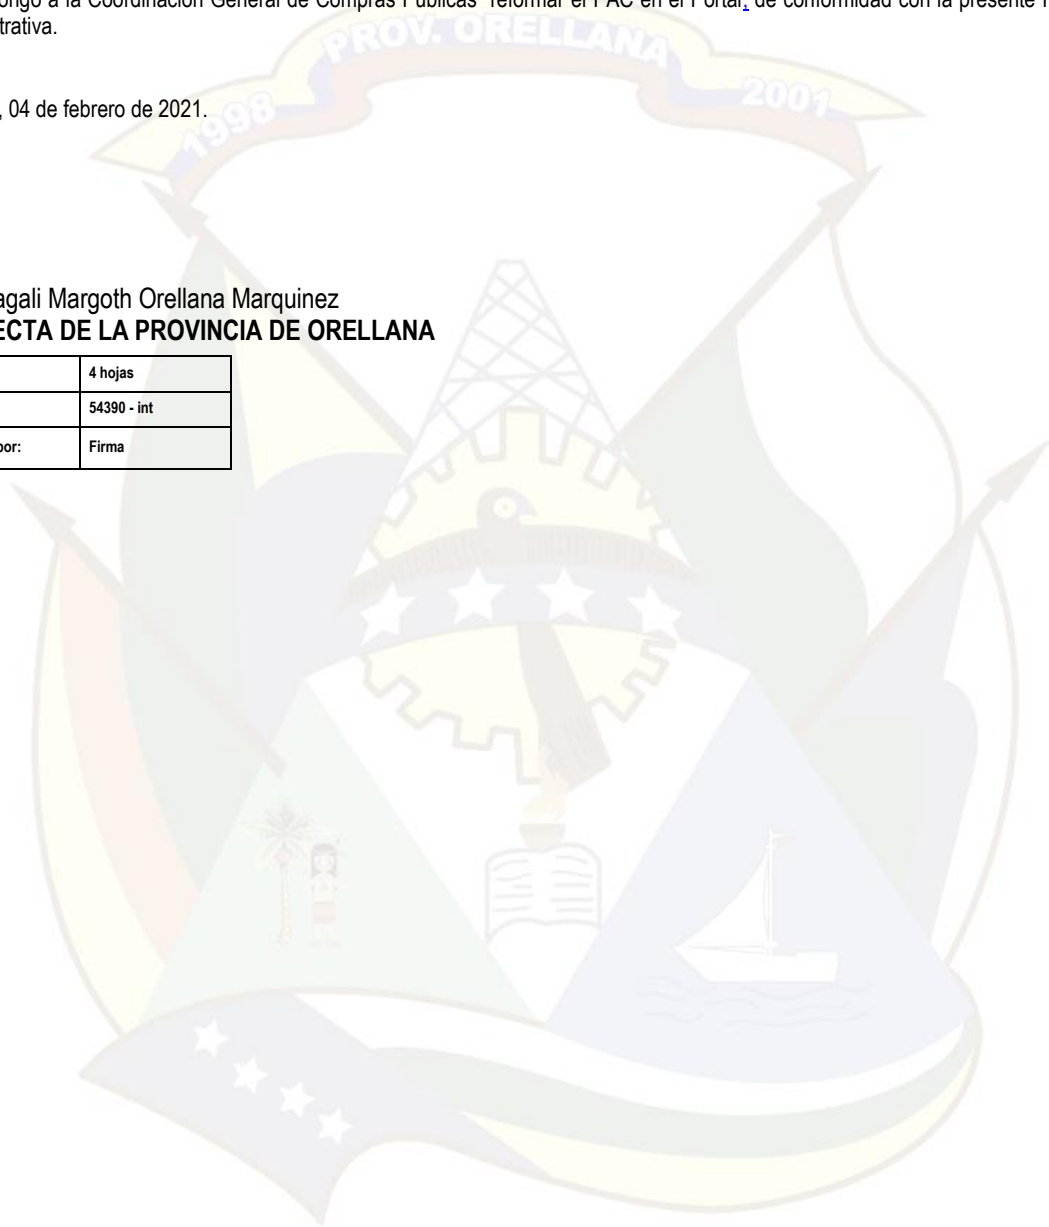 ongo a la Coordinación General de Compras Públicas reformar el PAC en el Portal, de conformidad con la presente
trativa.
, 04 de febrero de 2021.
PROV. ORELLANA
1998
2001
agali Margoth Orellana Marquinez
ECTA DE LA PROVINCIA DE ORELLANA
4 hojas
54390 - int
por: Firma